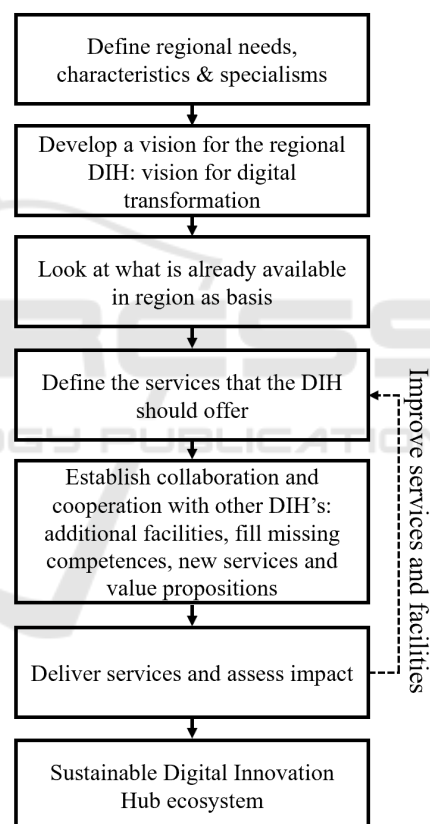 Define regional needs,
characteristics & specialisms
Develop a vision for the regional
DIH: vision for digital
transformation
Look at what is already available
in region as basis
Define the services that the DIH
should offer
Establish collaboration and
cooperation with other DIH's:
additional facilities, fill missing
competences, new services and
value propositions
Deliver services and assess impact
Improve services and facilities
Sustainable Digital Innovation
Hub ecosystem